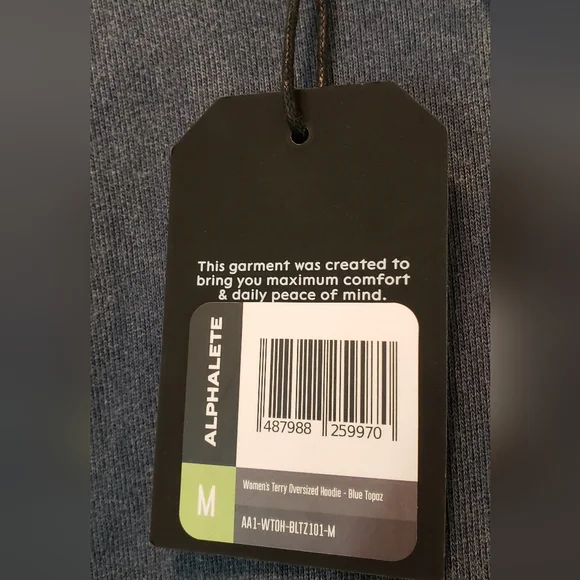 This garment was created to
bring you maximum comfort
& daily peace of mind.
ALPHALETE
487988 259970
M
Women's Terry Oversized Hoodie - Blue Topaz
AA1-WTOH-BLTZ101-M